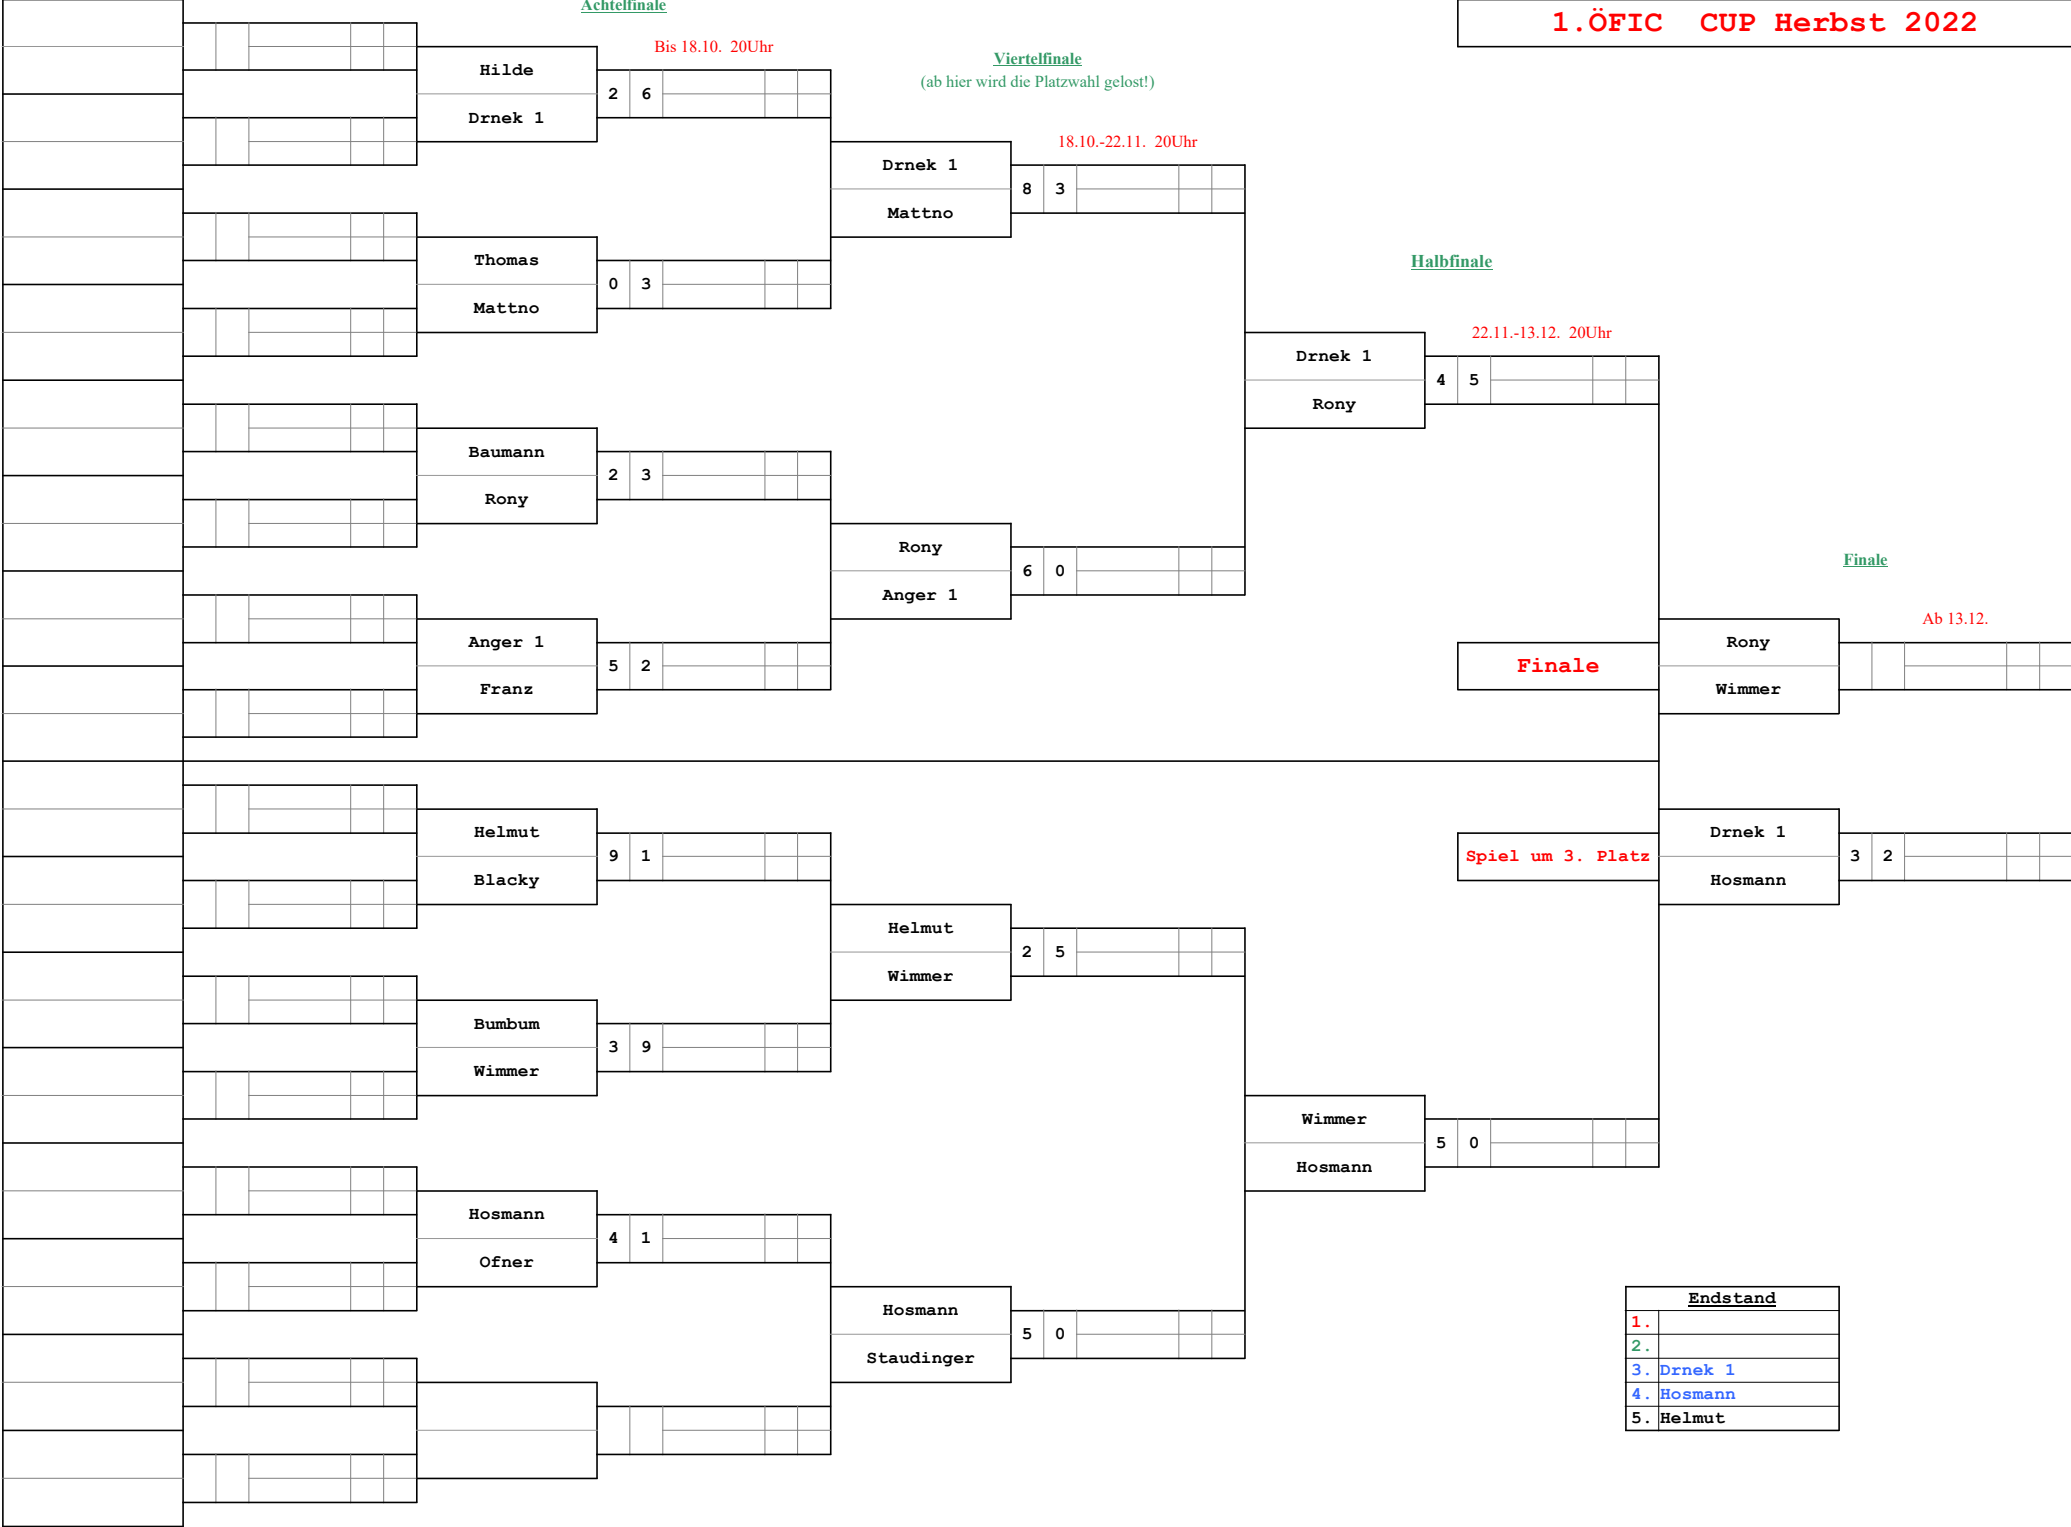 Achtelfinale
1.ÖFIC CUP Herbst 2022
Bis 18.10. 20Uhr
Viertelfinale
(ab hier wird die Platzwahl gelost!)
Hilde
2 6
Drnek 1
18.10.-22.11. 20Uhr
Drnek 1
8 3
Mattno
Thomas
0 3
Mattno
Halbfinale
22.11.-13.12. 20Uhr
Drnek 1
4 5
Rony
Baumann
2 3
Rony
Rony
6 0
Anger 1
Finale
Ab 13.12.
Anger 1
5 2
Franz
Finale
Rony
Wimmer
Helmut
9 1
Blacky
Spiel um 3. Platz
Drnek 1
3 2
Hosmann
Helmut
2 5
Wimmer
Bumbum
3 9
Wimmer
Wimmer
5 0
Hosmann
Hosmann
4 1
Ofner
Hosmann
5 0
Staudinger
Endstand
1.
2.
3. Drnek 1
4. Hosmann
5. Helmut